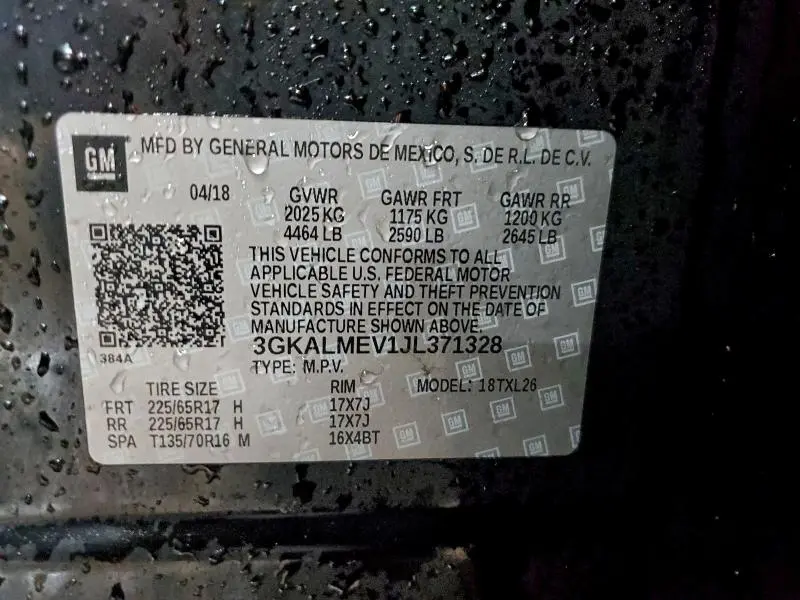 GM MFD BY GENERAL MOTORS DE MEXICO, S. DE R.L. DE C.V.
04/18 GVWR GAWR FRT GAWR RR
2025 KG 1175 KG 1200 KG
4464 LB 2590 LB 2645 LB
THIS VEHICLE CONFORMS TO ALL
APPLICABLE U.S. FEDERAL MOTOR
VEHICLE SAFETY AND THEFT PREVENTION
STANDARDS IN EFFECT ON THE DATE OF
MANUFACTURE SHOWN ABOVE.
384A 3GKALMEV1JL371328
TYPE: M.P.V. MODEL: 18TXL26
TIRE SIZE RIM
FRT 225/65R17 H 17X7J
RR 225/65R17 H 17X7J
SPA T135/70R16 M 16X4BT